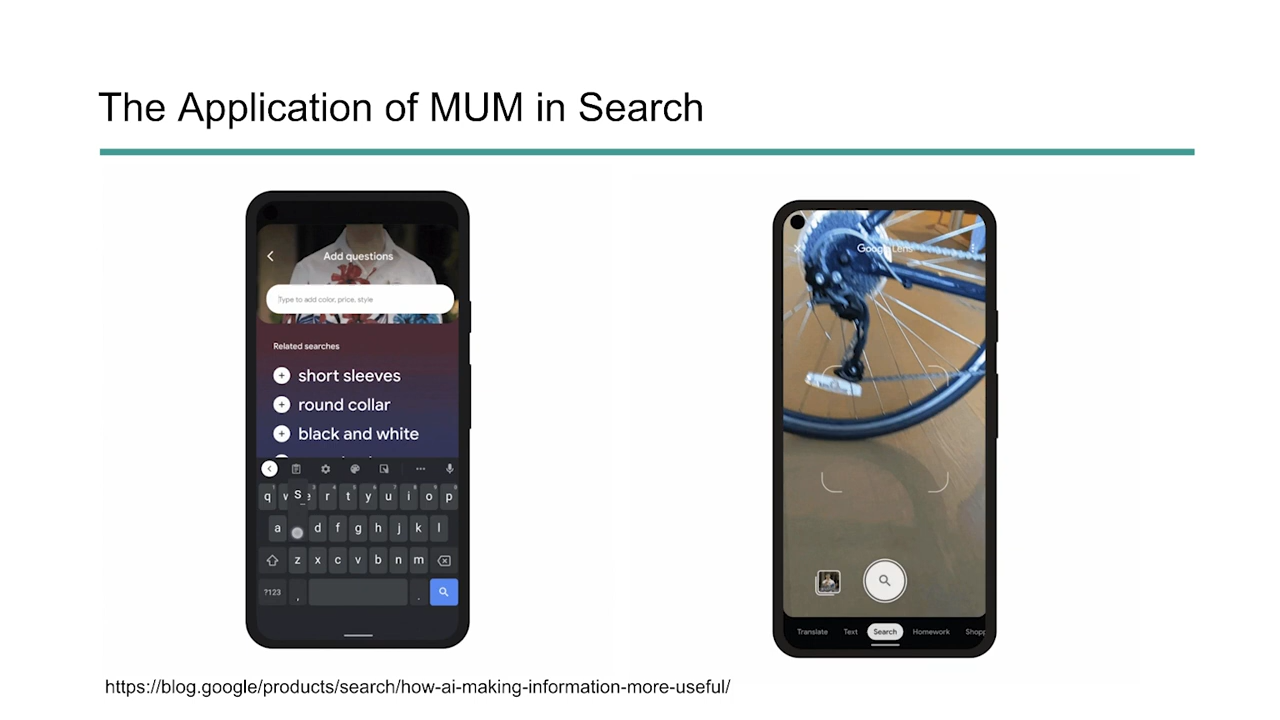 The Application of MUM in Search
Add questions
Type to add color, price, style
Related searches
short sleeves
round collar
black and white
q w e r t y u i o p
s
a d f g h j k l
z x c v b n m
?123 , .
Google Lens
Translate Text Search Homework Shopp
https://blog.google/products/search/how-ai-making-information-more-useful/